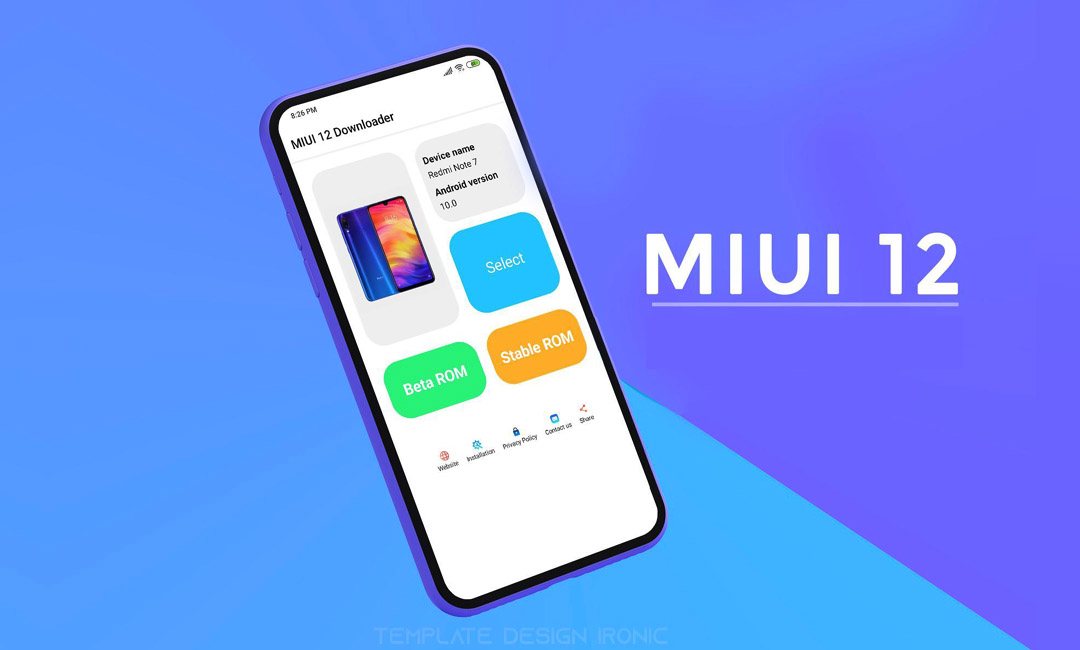 8:26 PM
MIUI 12 Downloader
Device name
Redmi Note 7
Android version
10.0
Select
Beta ROM
Stable ROM
Website
Installation
Privacy Policy
Contact us
Share
MIUI 12
TEMPLATE DESIGN IRONIC